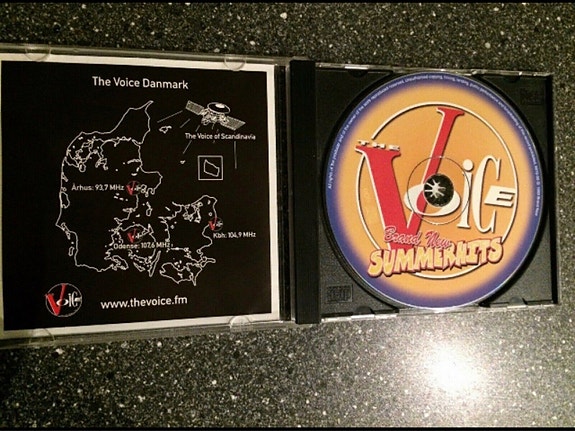 The Voice Danmark
The Voice of Scandinavia
Århus: 93,7 MHz
Kbh: 104,9 MHz
Odense: 107,6 MHz
VOiCE
www.thevoice.fm
THE
VOiCE
Brand New
SUMMERHITS